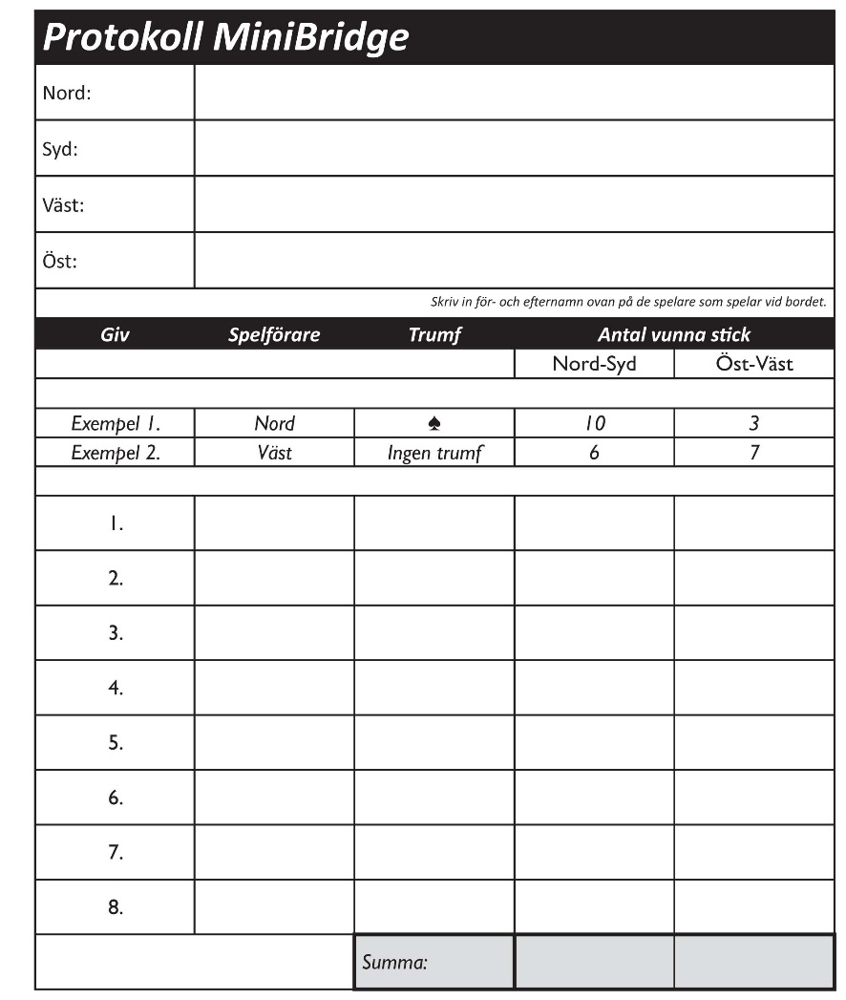 Protokoll MiniBridge
Nord:
Syd:
Väst:
Öst:
Skriv in för- och efternamn ovan på de spelare som spelar vid bordet.
Giv Spelförare Trumf Antal vunna stick
Nord-Syd Öst-Väst
Exempel 1. Nord ♠ 10 3
Exempel 2. Väst Ingen trumf 6 7
1.
2.
3.
4.
5.
6.
7.
8.
Summa: